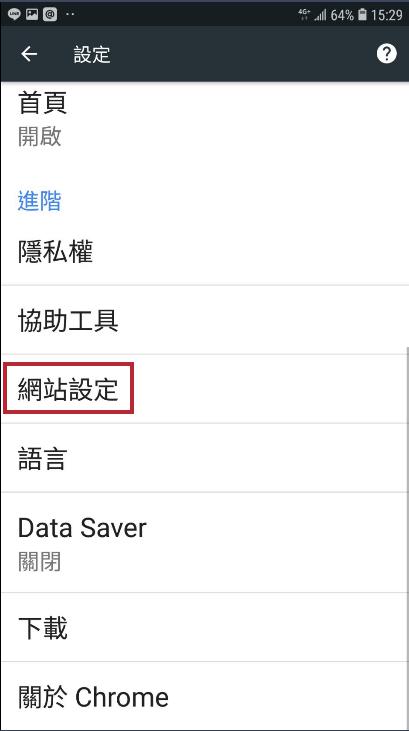 4G+ 64% 15:29
設定
首頁
開啟
進階
隱私權
協助工具
網站設定
語言
Data Saver
關閉
下載
關於 Chrome